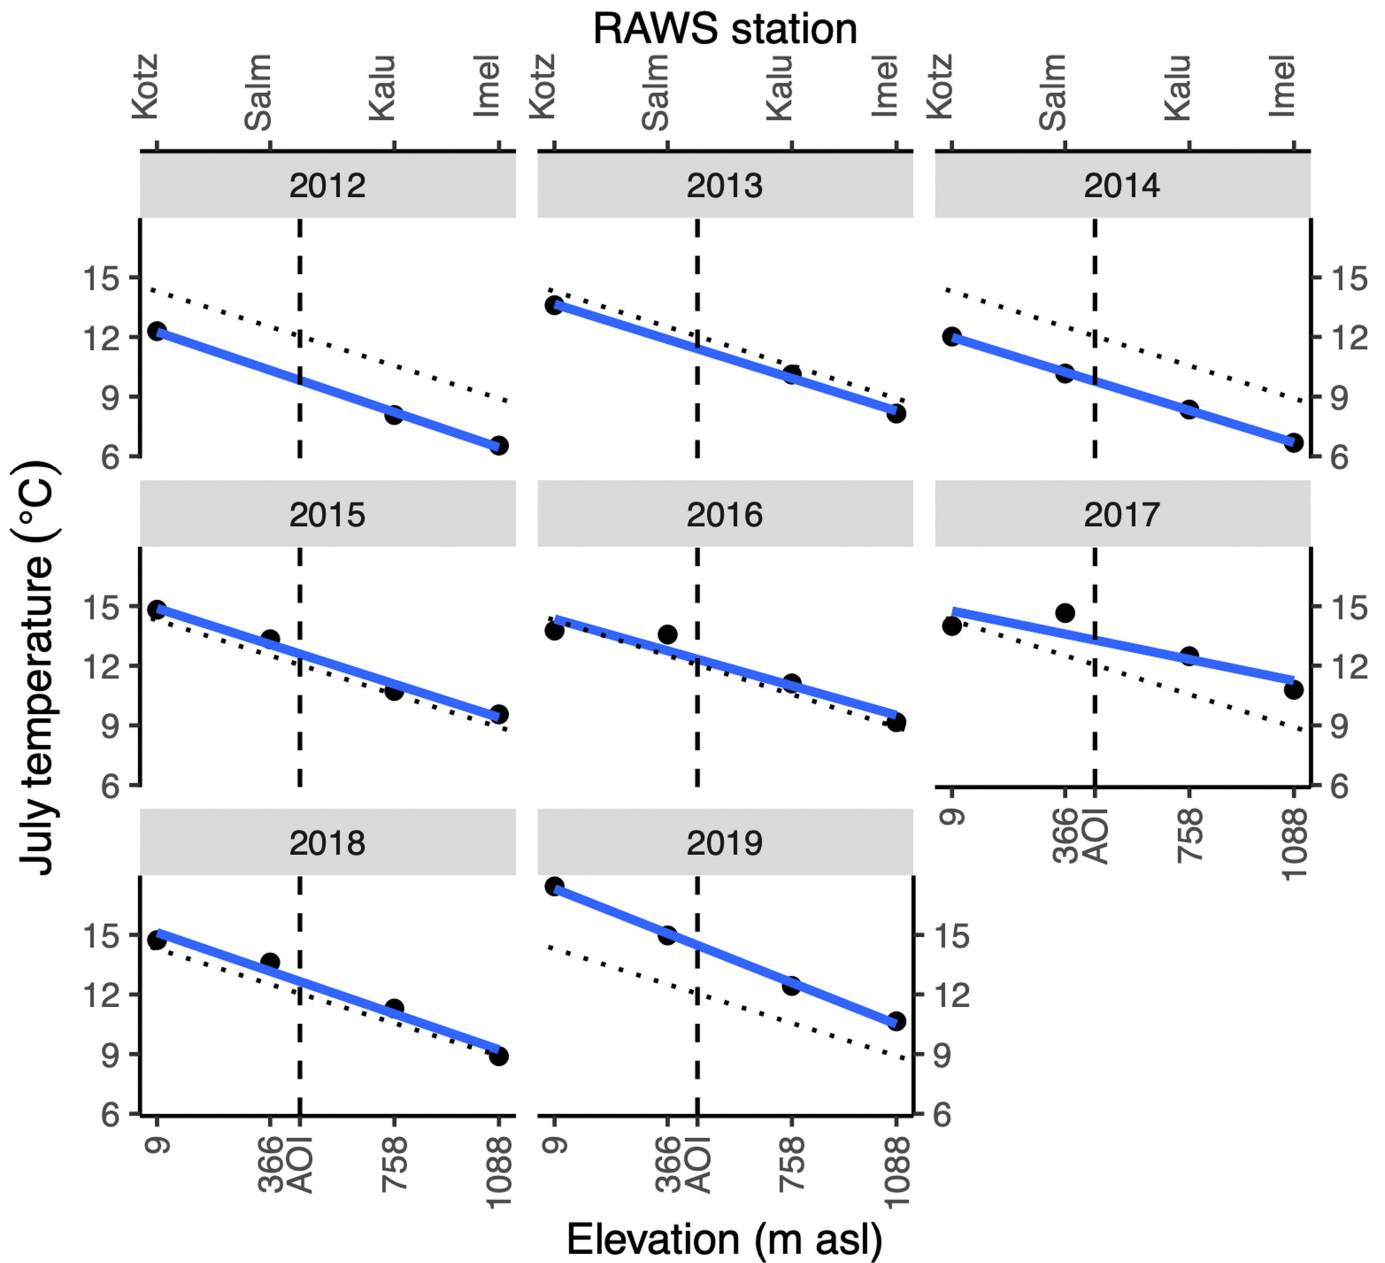 RAWS station
Kotz Salm Kalu Imel Kotz Salm Kalu Imel Kotz Salm Kalu Imel
2012 2013 2014
15 15
12 12
9 9
6 6
July temperature (°C)
2015 2016 2017
15 15
12 12
9 9
6 6
9 366 AOI 758 1088
2018 2019
15 15
12 12
9 9
6 6
9 366 AOI 758 1088 9 366 AOI 758 1088
Elevation (m asl)